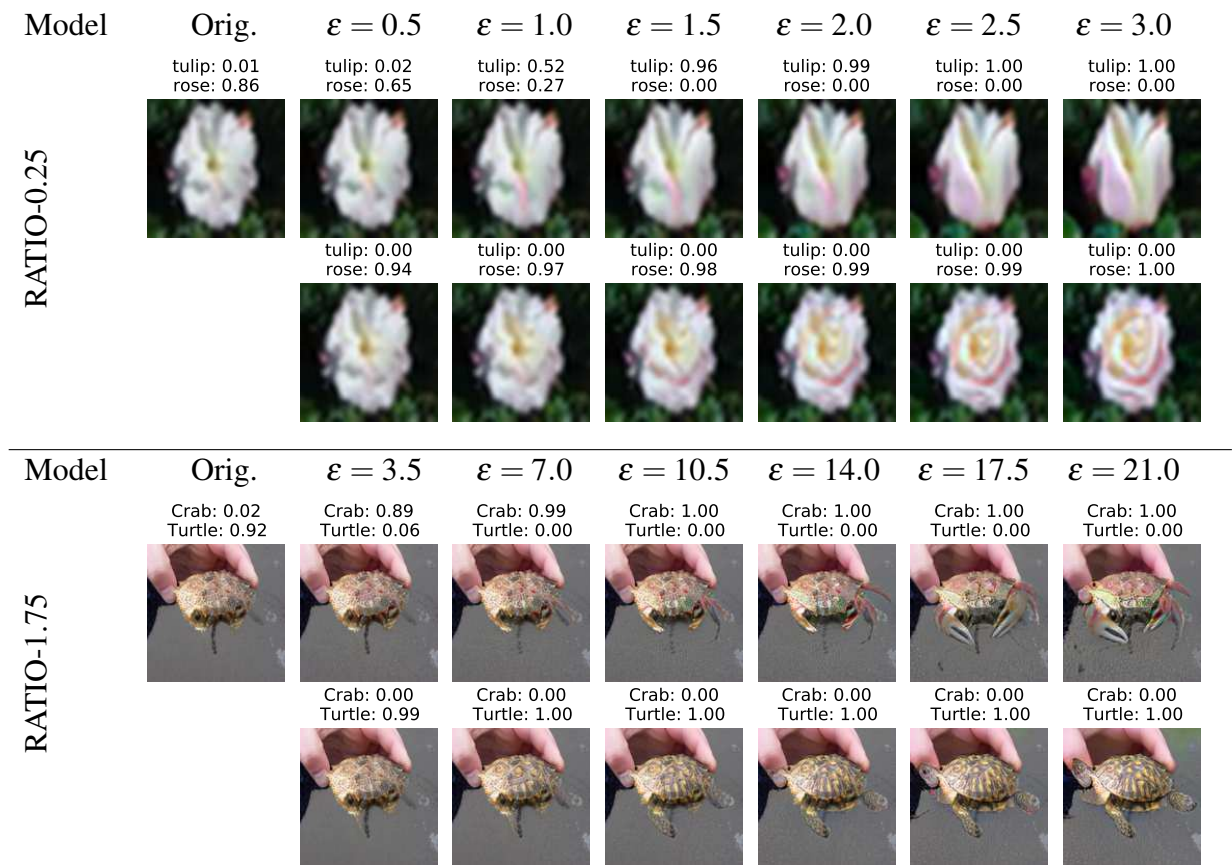 Model Orig. ε = 0.5 ε = 1.0 ε = 1.5 ε = 2.0 ε = 2.5 ε = 3.0
tulip: 0.01 tulip: 0.02 tulip: 0.52 tulip: 0.96 tulip: 0.99 tulip: 1.00 tulip: 1.00
rose: 0.86 rose: 0.65 rose: 0.27 rose: 0.00 rose: 0.00 rose: 0.00 rose: 0.00
RATIO-0.25
tulip: 0.00 tulip: 0.00 tulip: 0.00 tulip: 0.00 tulip: 0.00 tulip: 0.00
rose: 0.94 rose: 0.97 rose: 0.98 rose: 0.99 rose: 0.99 rose: 1.00
Model Orig. ε = 3.5 ε = 7.0 ε = 10.5 ε = 14.0 ε = 17.5 ε = 21.0
Crab: 0.02 Crab: 0.89 Crab: 0.99 Crab: 1.00 Crab: 1.00 Crab: 1.00 Crab: 1.00
Turtle: 0.92 Turtle: 0.06 Turtle: 0.00 Turtle: 0.00 Turtle: 0.00 Turtle: 0.00 Turtle: 0.00
RATIO-1.75
Crab: 0.00 Crab: 0.00 Crab: 0.00 Crab: 0.00 Crab: 0.00 Crab: 0.00
Turtle: 0.99 Turtle: 1.00 Turtle: 1.00 Turtle: 1.00 Turtle: 1.00 Turtle: 1.00